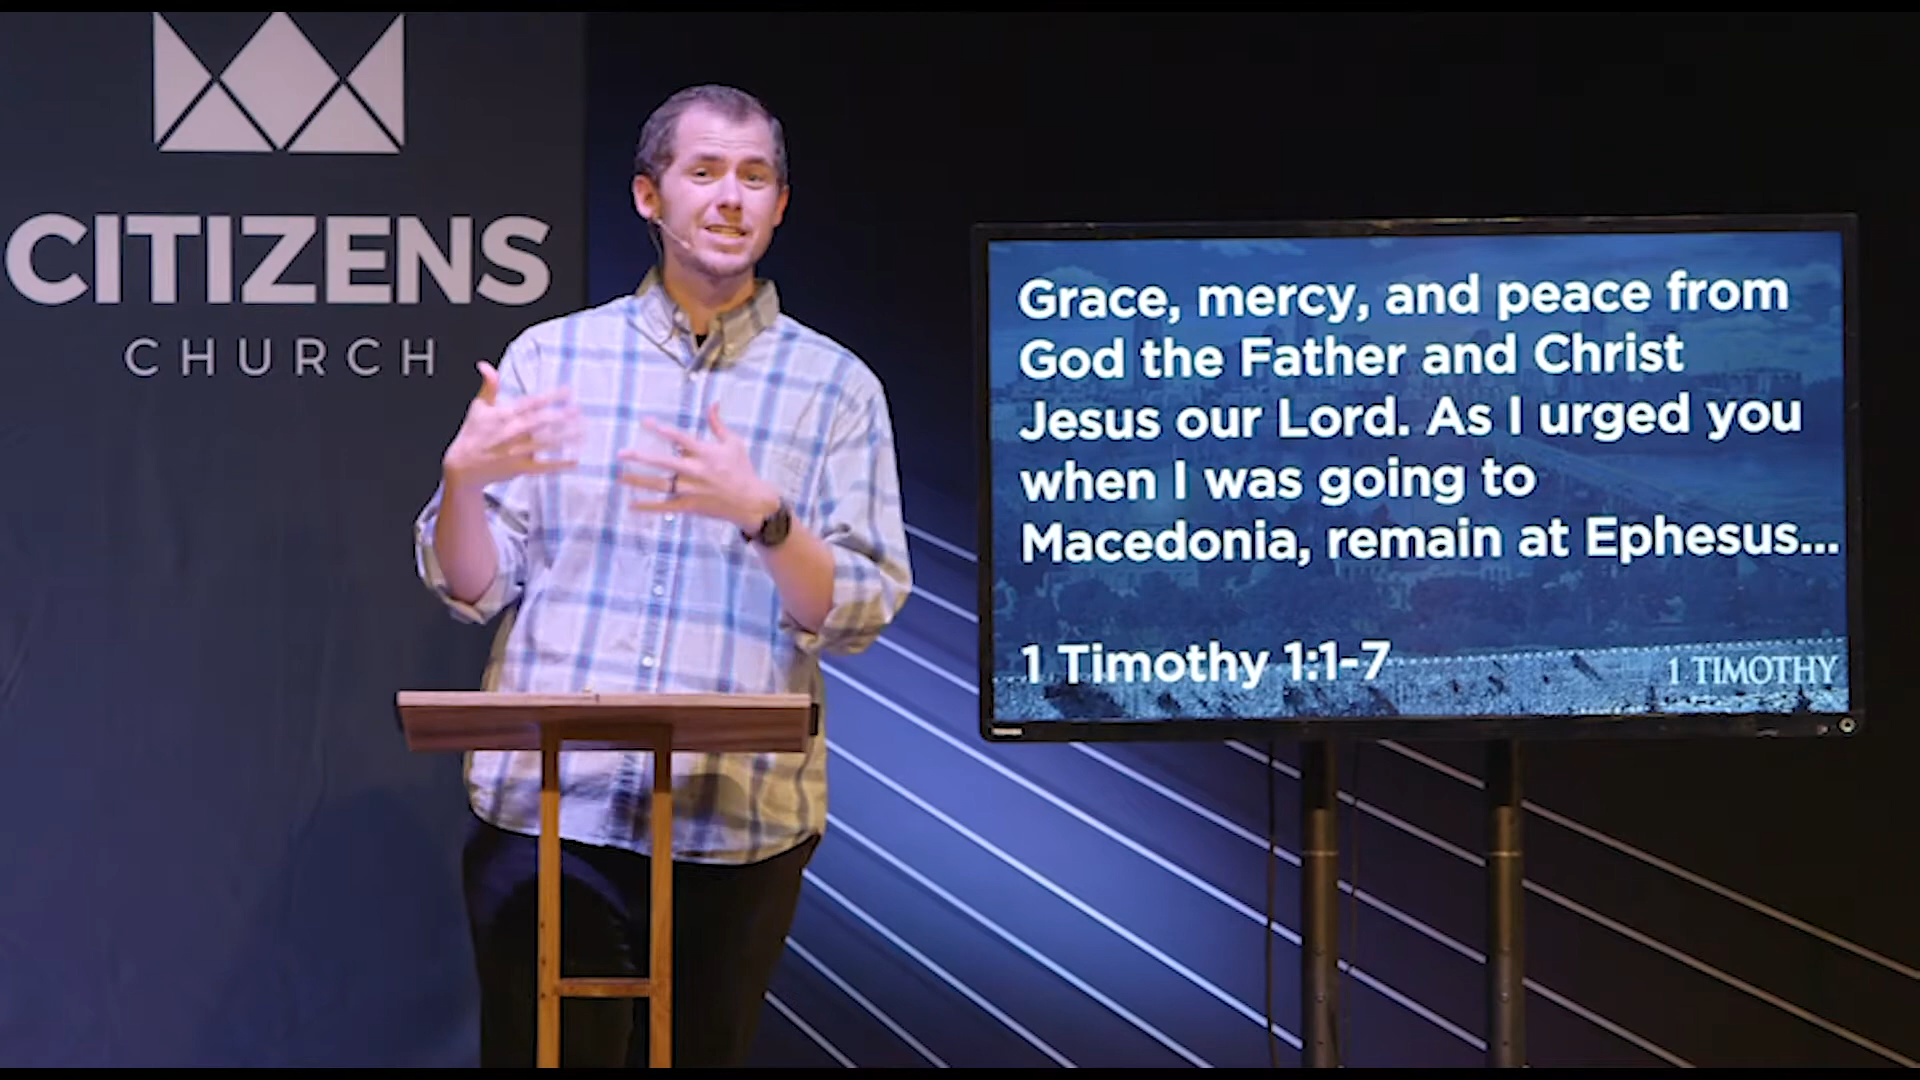 CITIZENS
CHURCH
Grace, mercy, and peace from
God the Father and Christ
Jesus our Lord. As I urged you
when I was going to
Macedonia, remain at Ephesus...
1 Timothy 1:1-7
1 TIMOTHY